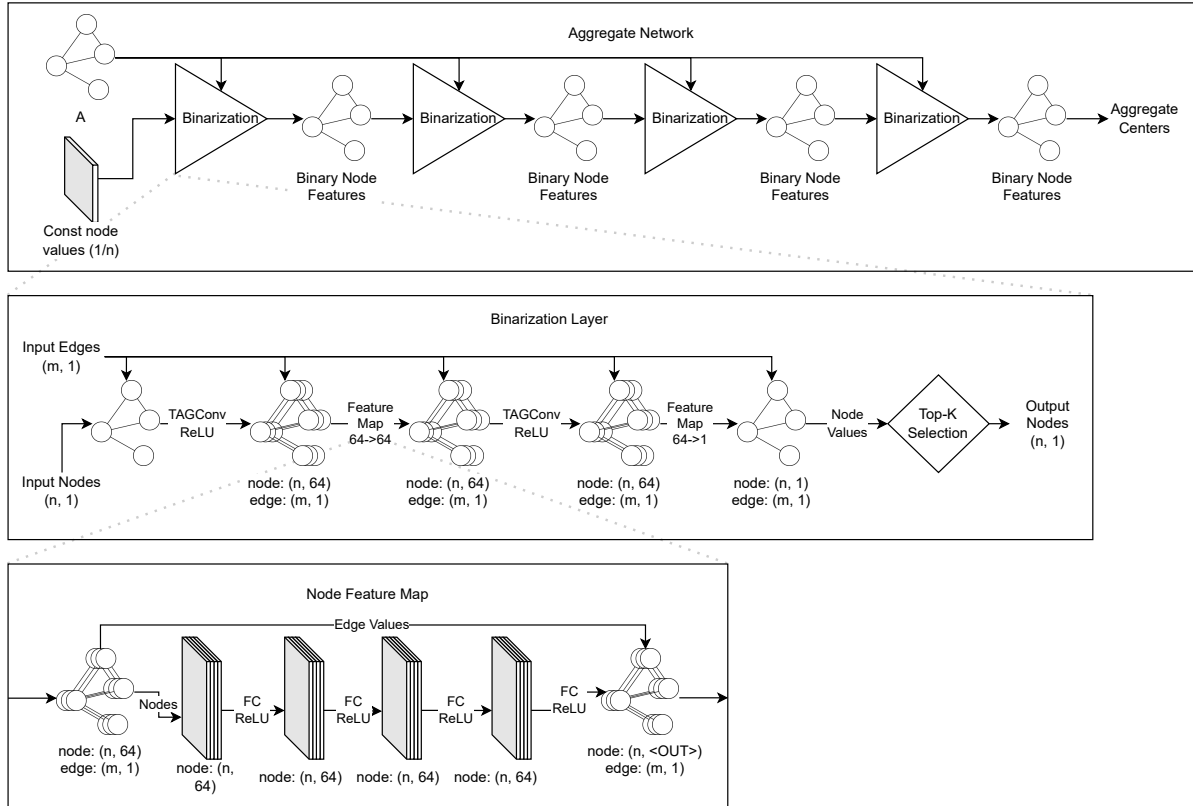 Aggregate Network
A
Const node
values (1/n)
Binarization
Binary Node
Features
Binarization
Binary Node
Features
Binarization
Binary Node
Features
Binarization
Binary Node
Features
Aggregate
Centers
Binarization Layer
Input Edges
(m, 1)
Input Nodes
(n, 1)
TAGConv
ReLU
node: (n, 64)
edge: (m, 1)
Feature
Map
64->64
node: (n, 64)
edge: (m, 1)
TAGConv
ReLU
node: (n, 64)
edge: (m, 1)
Feature
Map
64->1
node: (n, 1)
edge: (m, 1)
Node
Values
Top-K
Selection
Output
Nodes
(n, 1)
Node Feature Map
Edge Values
node: (n, 64)
edge: (m, 1)
Nodes
node: (n,
64)
FC
ReLU
node: (n, 64)
FC
ReLU
node: (n, 64)
FC
ReLU
node: (n, 64)
FC
ReLU
node: (n, <OUT>)
edge: (m, 1)